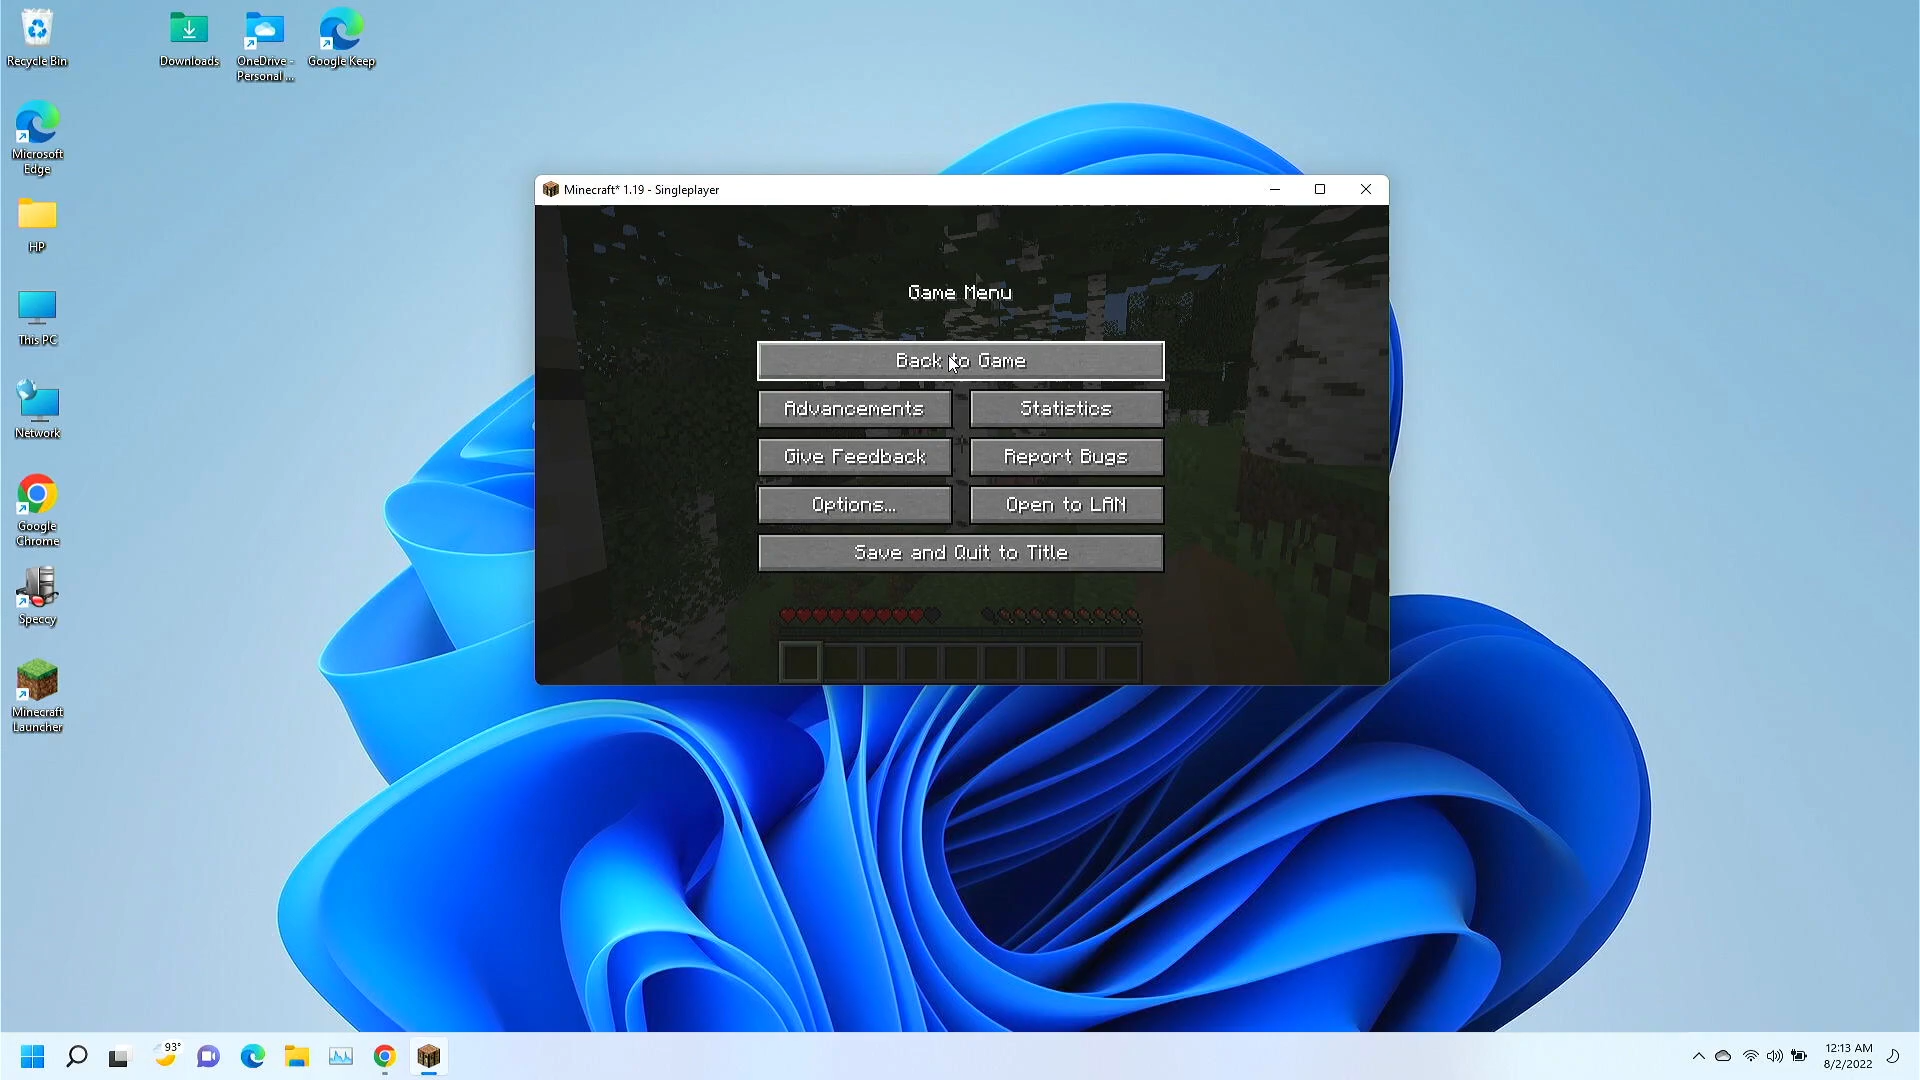 Recycle Bin
Downloads
OneDrive -
Personal ...
Google Keep
Microsoft
Edge
HP
This PC
Network
Google
Chrome
Speccy
Minecraft
Launcher
Minecraft* 1.19 - Singleplayer
Game Menu
Back to Game
Advancements
Statistics
Give Feedback
Report Bugs
Options...
Open to LAN
Save and Quit to Title
93°
12:13 AM
8/2/2022